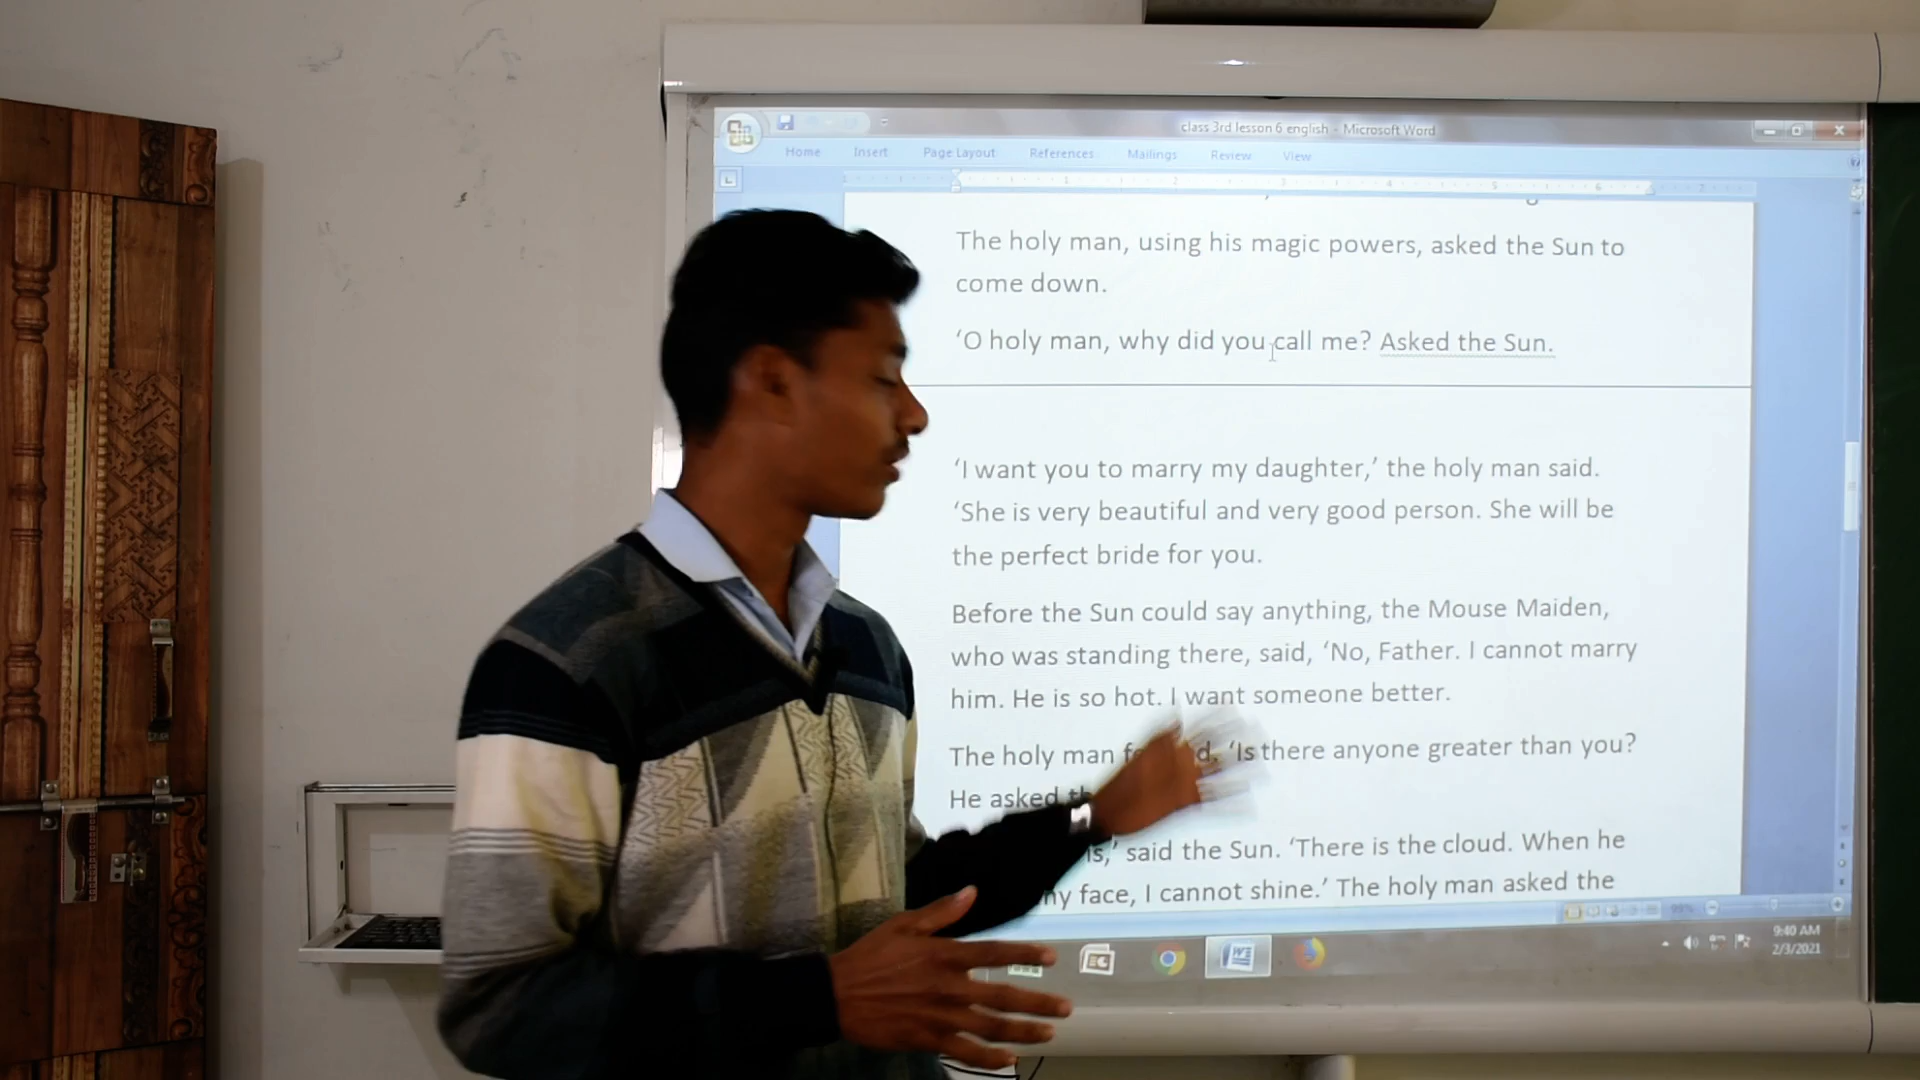 class 3rd lesson 6 english - Microsoft Word
Home Insert Page Layout References Mailings Review View
The holy man, using his magic powers, asked the Sun to
come down.
‘O holy man, why did you call me? Asked the Sun.
‘I want you to marry my daughter,’ the holy man said.
‘She is very beautiful and very good person. She will be
the perfect bride for you.
Before the Sun could say anything, the Mouse Maiden,
who was standing there, said, ‘No, Father. I cannot marry
him. He is so hot. I want someone better.
The holy man ‘Is there anyone greater than you?
He asked
said the Sun. ‘There is the cloud. When he
face, I cannot shine.’ The holy man asked the
9:40 AM
2/3/2021